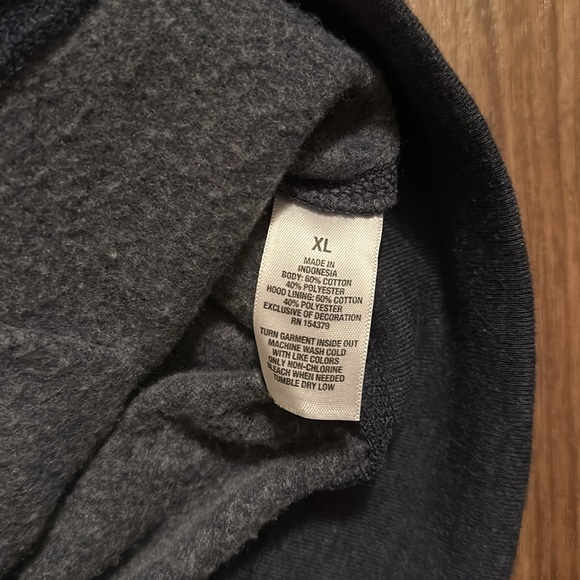 XL
MADE IN
INDONESIA
BODY: 60% COTTON
40% POLYESTER
HOOD LINING: 60% COTTON
40% POLYESTER
EXCLUSIVE OF DECORATION
RN 154379
TURN GARMENT INSIDE OUT
MACHINE WASH COLD
WITH LIKE COLORS
ONLY NON-CHLORINE
BLEACH WHEN NEEDED
TUMBLE DRY LOW